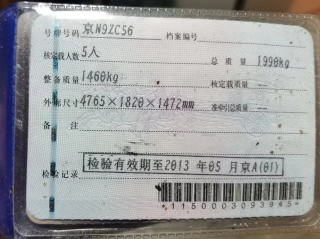 号牌号码 京N9ZC56 档案编号
核定载人数 5人 总质量 1990kg
整备质量 1460kg 核定载质量 —
外廓尺寸 4765×1820×1472mm 准牵引总质量 —
备注
检验记录 检验有效期至2013年05月京A(01)
*1150003093945*